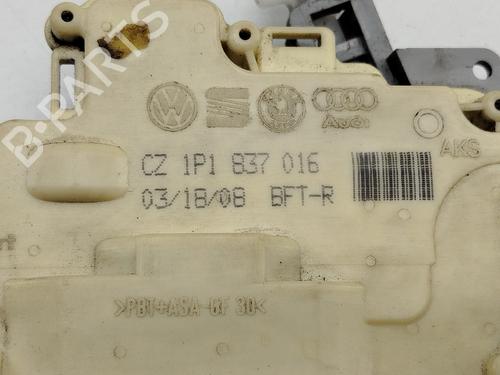 B-PARTS
Audi
AKS
CZ 1P1 837 016
03/18/08 BFT-R
>PBT+ASA-GF 30<